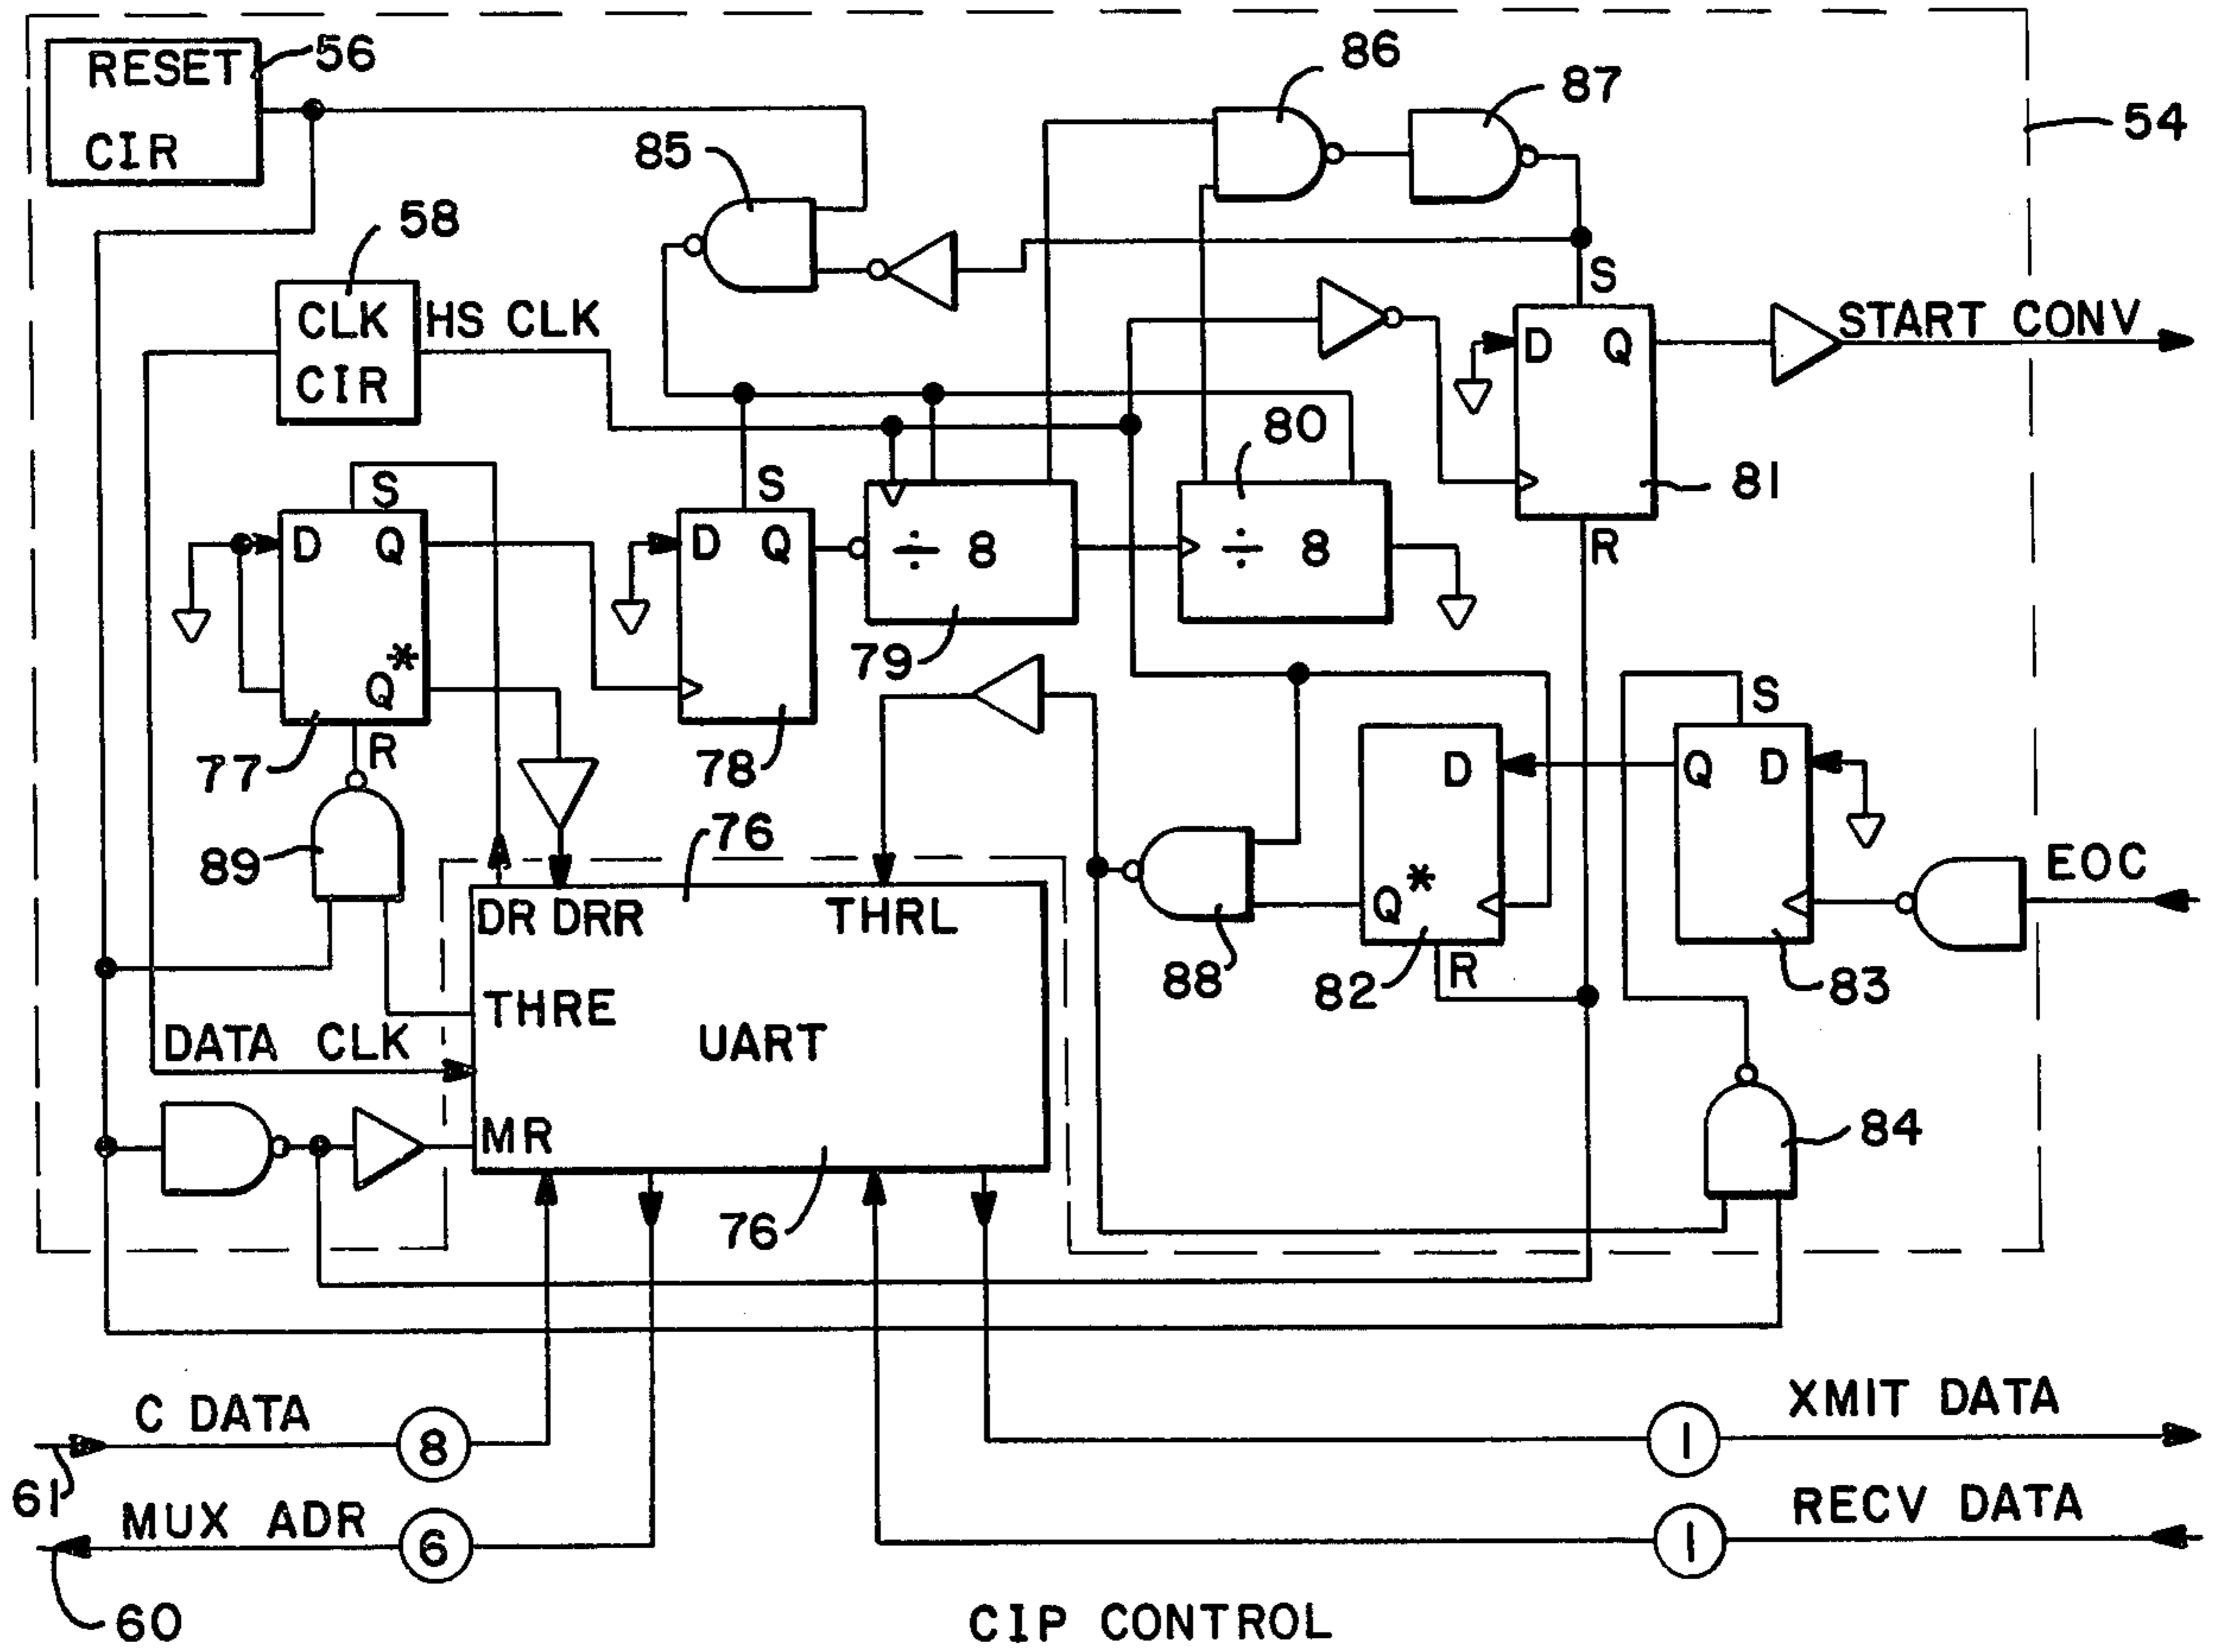 RESET
CIR
56
86
87
54
85
58
CLK
CIR
HS CLK
S
D Q
START CONV
80
81
S
D Q
Q*
S
D Q
÷ 8
÷ 8
R
79
S
77
R
78
D
Q D
76
89
DR DRR
THRL
Q*
EOC
88
82
R
83
THRE
DATA CLK
UART
MR
84
76
C DATA
8
1
XMIT DATA
61
MUX ADR
6
1
RECV DATA
60
CIP CONTROL